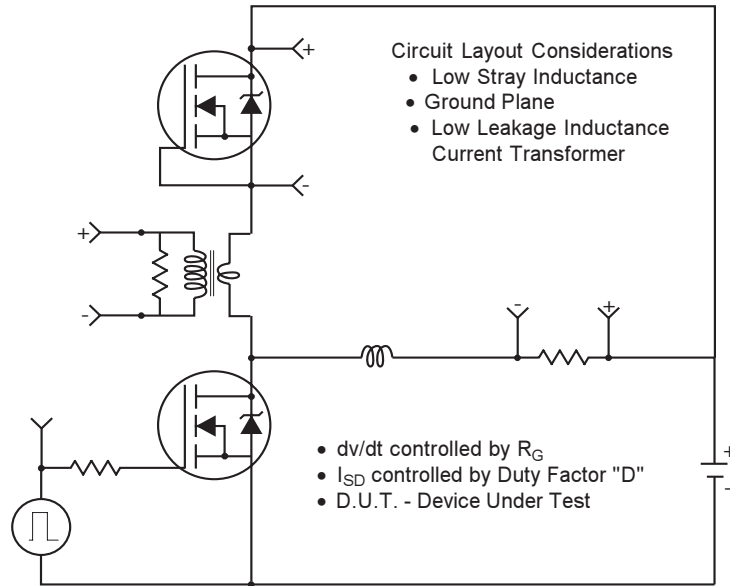 +
Circuit Layout Considerations
• Low Stray Inductance
• Ground Plane
• Low Leakage Inductance
Current Transformer
-
+
-
-
+
• dv/dt controlled by RG
• ISD controlled by Duty Factor "D"
• D.U.T. - Device Under Test
+
-